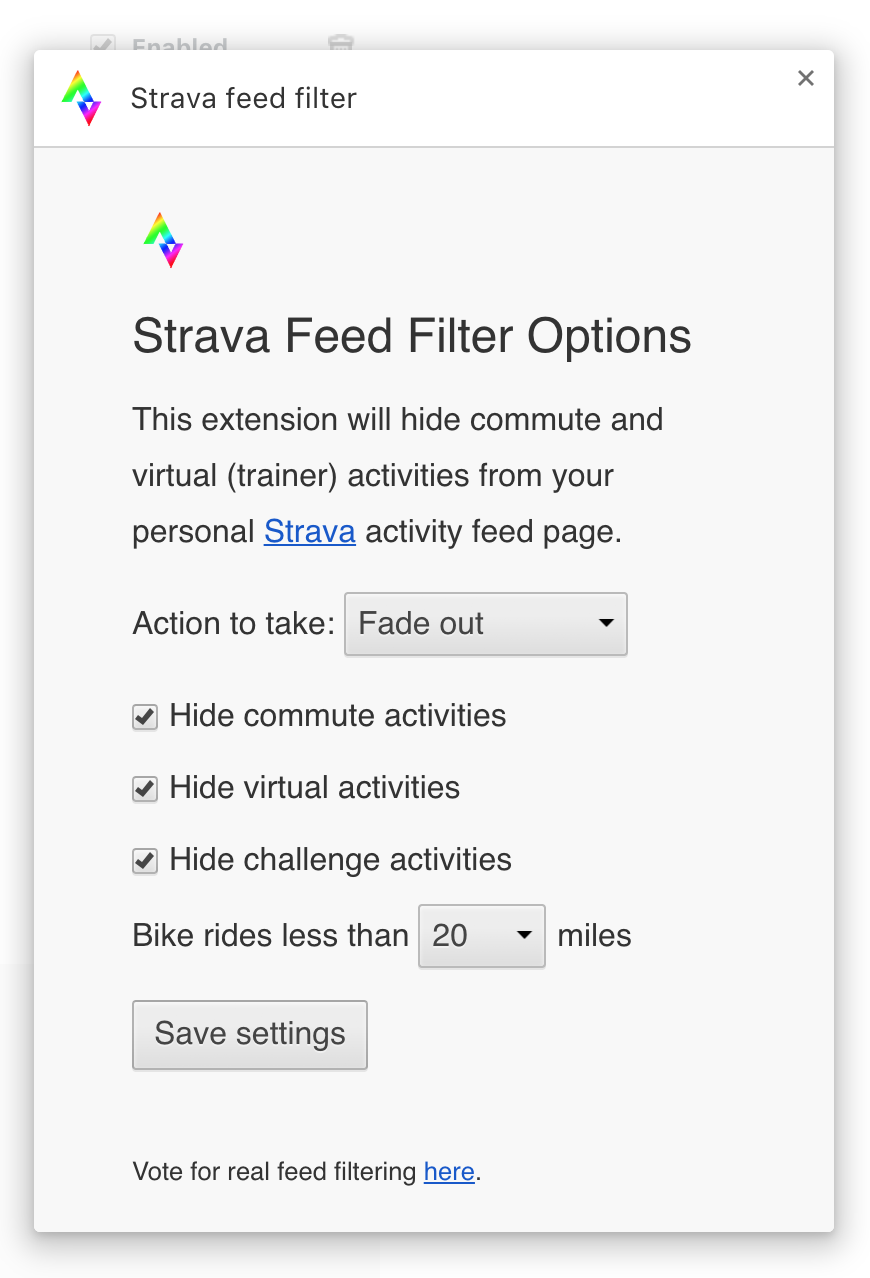 Enabled
Strava feed filter
Strava Feed Filter Options
This extension will hide commute and
virtual (trainer) activities from your
personal Strava activity feed page.
Action to take: Fade out
Hide commute activities
Hide virtual activities
Hide challenge activities
Bike rides less than 20 miles
Save settings
Vote for real feed filtering here.